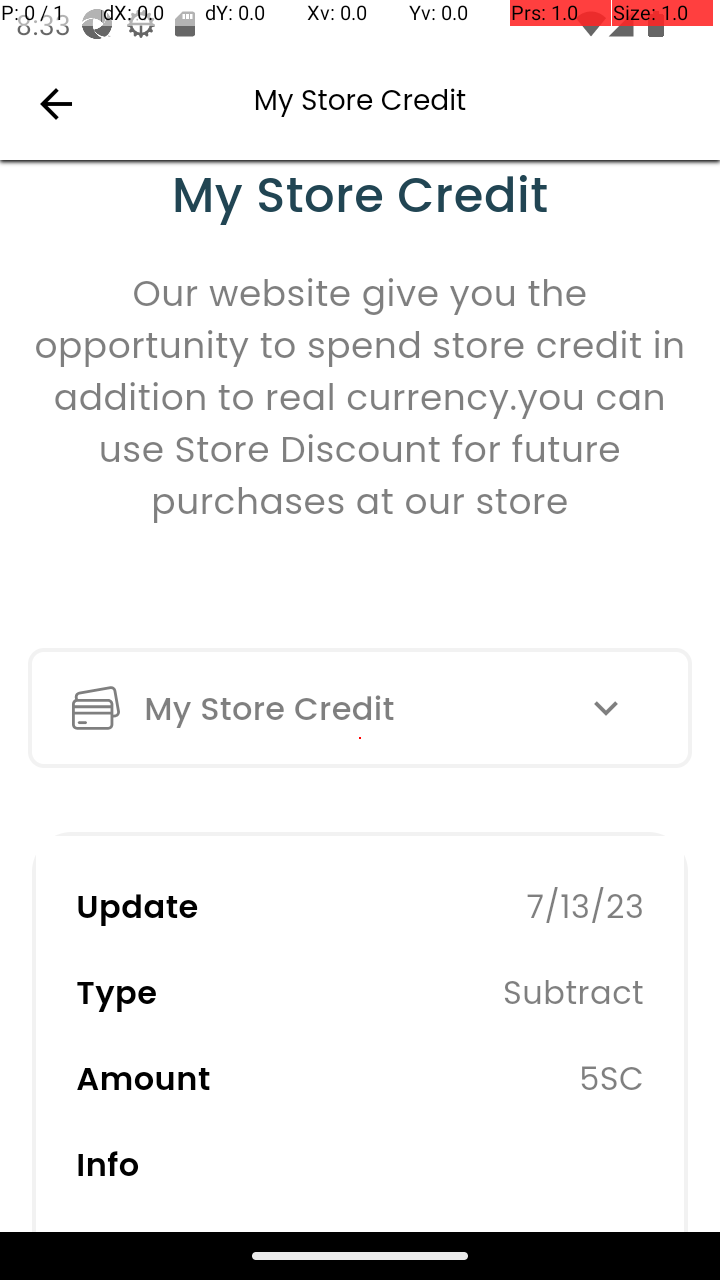 P: 0 / 1 dX: 0.0 dY: 0.0 Xv: 0.0 Yv: 0.0 Prs: 1.0 Size: 1.0
8:33
My Store Credit
My Store Credit
Our website give you the
opportunity to spend store credit in
addition to real currency.you can
use Store Discount for future
purchases at our store
My Store Credit
Update 7/13/23
Type Subtract
Amount 5SC
Info